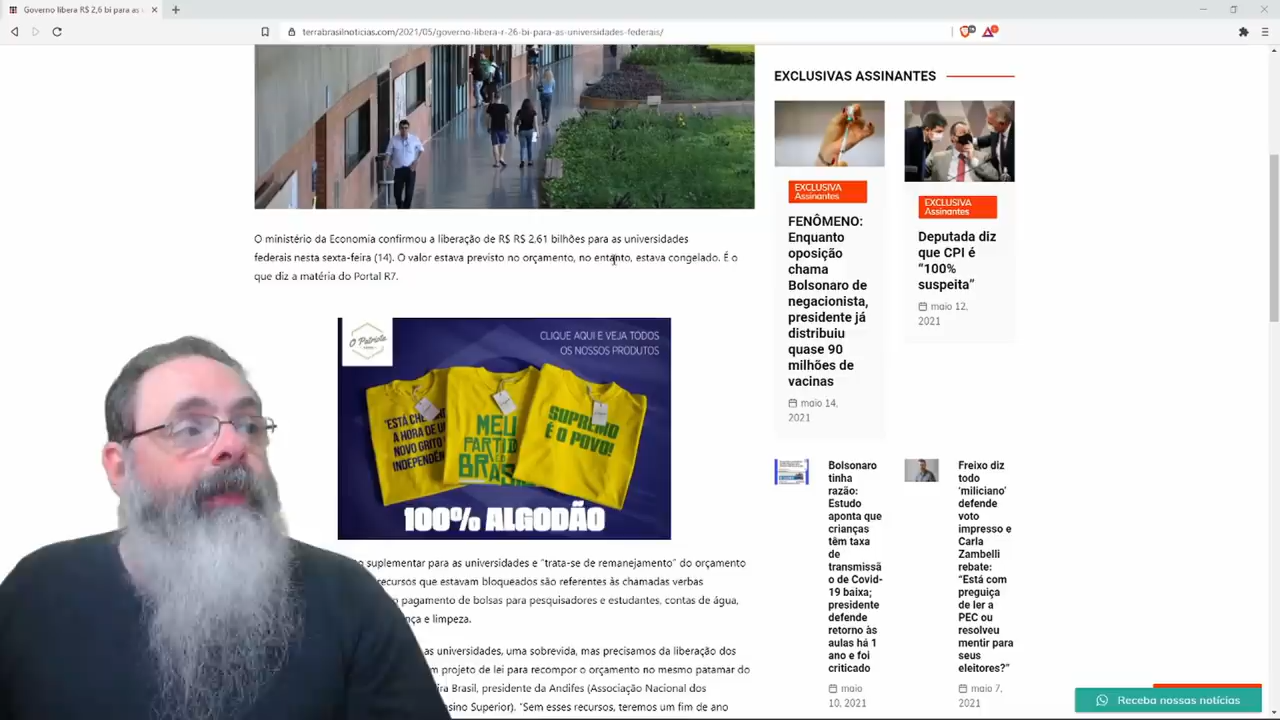 Governo libera R$ 2,6 bi para as
terrabrasilnoticias.com/2021/05/governo-libera-r-26-bi-para-as-universidades-federais/
O ministério da Economia confirmou a liberação de R$ R$ 2.61 bilhões para as universidades
federais nesta sexta-feira (14). O valor estava previsto no orçamento, no entanto, estava congelado. É o
que diz a matéria do Portal R7.
O Patriota
CLIQUE AQUI E VEJA TODOS
OS NOSSOS PRODUTOS
"ESTÁ
A HORA DE U
NOVO GRITO
INDEPENDÊN
MEU
PARTIDO
BRAS
SUPREMO
É O POVO!
100% ALGODÃO
o suplementar para as universidades e "trata-se de remanejamento" do orçamento
recursos que estavam bloqueados são referentes às chamadas verbas
o pagamento de bolsas para pesquisadores e estudantes, contas de água,
nça e limpeza.
as universidades, uma sobrevida, mas precisamos da liberação dos
m projeto de lei para recompor o orçamento no mesmo patamar do
ira Brasil, presidente da Andifes (Associação Nacional dos
sino Superior). "Sem esses recursos, teremos um fim de ano
EXCLUSIVAS ASSINANTES
EXCLUSIVA
Assinantes
FENÔMENO:
Enquanto
oposição
chama
Bolsonaro de
negacionista,
presidente já
distribuiu
quase 90
milhões de
vacinas
maio 14,
2021
EXCLUSIVA
Assinantes
Deputada diz
que CPI é
“100%
suspeita”
maio 12,
2021
Bolsonaro
tinha
razão:
Estudo
aponta que
crianças
têm taxa
de
transmissã
o de Covid-
19 baixa;
presidente
defende
retorno às
aulas há 1
ano e foi
criticado
maio
10, 2021
Freixo diz
todo
‘miliciano’
defende
voto
impresso e
Carla
Zambelli
rebate:
“Está com
preguiça
de ler a
PEC ou
resolveu
mentir para
seus
eleitores?”
maio 7,
2021
Receba nossas notícias